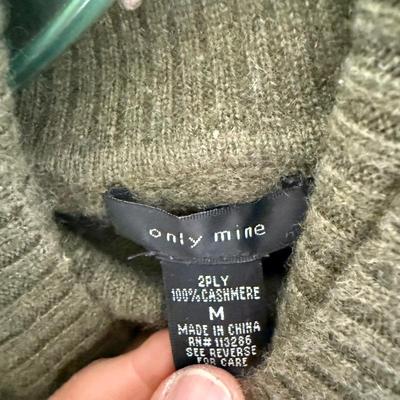 only mine
2PLY
100% CASHMERE
M
MADE IN CHINA
RN# 113286
SEE REVERSE
FOR CARE